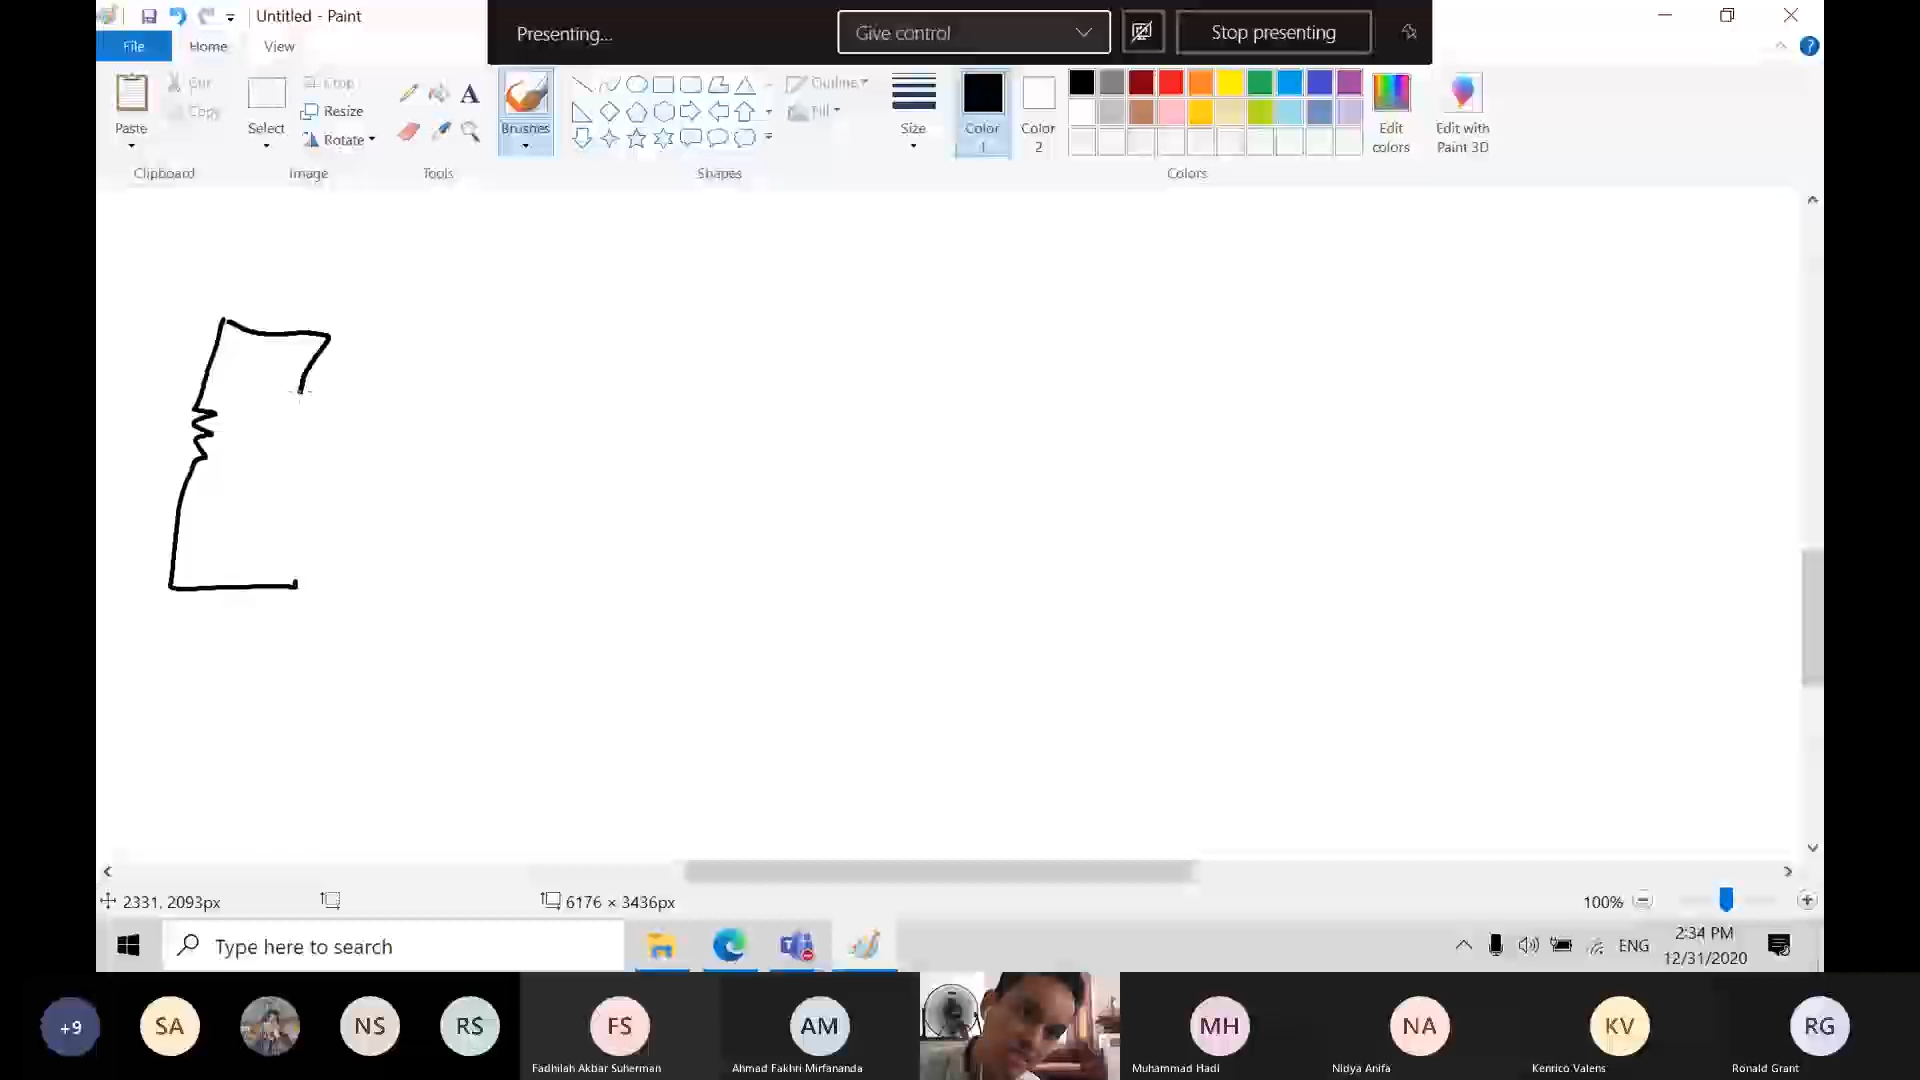 Untitled - Paint
Presenting...
Give control
Stop presenting
File
Home
View
?
Paste
Cut
Copy
Clipboard
Select
Crop
Resize
Rotate
Image
A
Tools
Brushes
Shapes
Outline
Fill
Size
Color
1
Color
2
Colors
Edit
colors
Edit with
Paint 3D
2331, 2093px
6176 × 3436px
100%
Type here to search
ENG
2:34 PM
12/31/2020
+9
SA
NS
RS
FS
Fadhilah Akbar Suherman
AM
Ahmad Fakhri Mirfananda
MH
Muhammad Hadi
NA
Nidya Anifa
KV
Kenrico Valens
RG
Ronald Grant